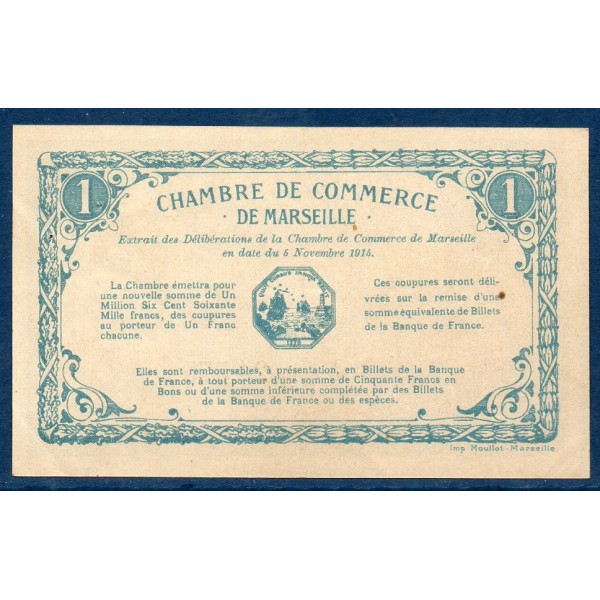 1
1
CHAMBRE DE COMMERCE
· DE MARSEILLE ·
Extrait des Délibérations de la Chambre de Commerce de Marseille
en date du 5 Novembre 1915.
La Chambre émettra pour
une nouvelle somme de Un
Million Six Cent Soixante
Mille francs, des coupures
au porteur de Un Franc
chacune.
Ces coupures seront déli-
vrées sur la remise d'une
somme équivalente de Billets
de la Banque de France.
Elles sont remboursables, à présentation, en Billets de la Banque
de France, à tout porteur d'une somme de Cinquante Francs en
Bons ou d'une somme inférieure complétée par des Billets
de la Banque de France ou des espèces.
Imp Moullot-Marseille